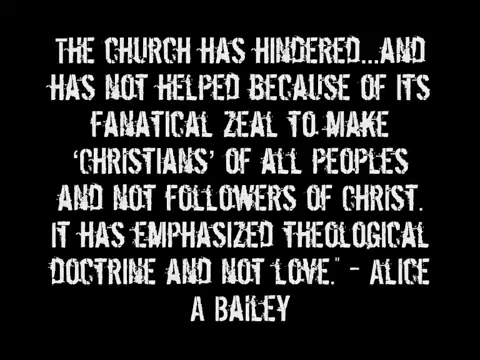 THE CHURCH HAS HINDERED...AND
HAS NOT HELPED BECAUSE OF ITS
FANATICAL ZEAL TO MAKE
‘CHRISTIANS’ OF ALL PEOPLES
AND NOT FOLLOWERS OF CHRIST.
IT HAS EMPHASIZED THEOLOGICAL
DOCTRINE AND NOT LOVE." - ALICE
A BAILEY